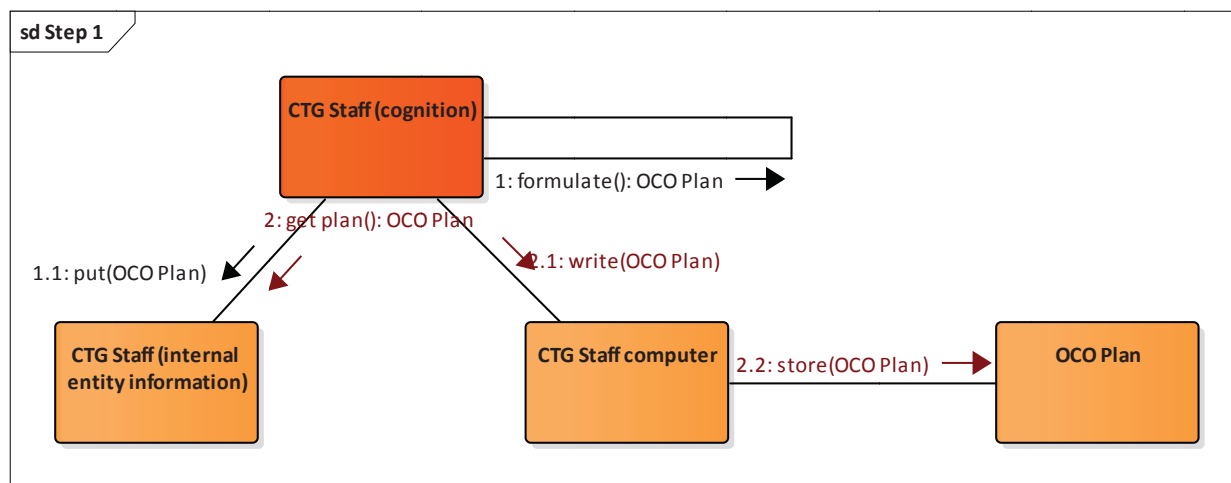 sd Step 1
CTG Staff (cognition)
1: formulate(): OCO Plan
2: get plan(): OCO Plan
1.1: put(OCO Plan)
2.1: write(OCO Plan)
CTG Staff (internal
entity information)
CTG Staff computer
2.2: store(OCO Plan)
OCO Plan